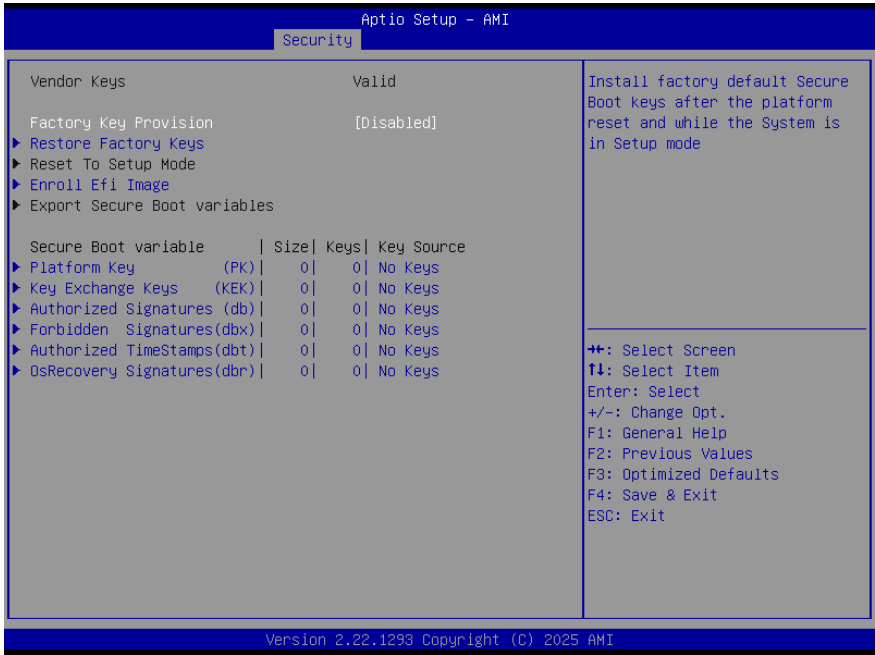 Aptio Setup – AMI
Security
Vendor Keys Valid
Factory Key Provision [Disabled]
Restore Factory Keys
Reset To Setup Mode
Enroll Efi Image
Export Secure Boot variables
Secure Boot variable | Size| Keys| Key Source
Platform Key (PK)| 0| 0| No Keys
Key Exchange Keys (KEK)| 0| 0| No Keys
Authorized Signatures (db)| 0| 0| No Keys
Forbidden Signatures(dbx)| 0| 0| No Keys
Authorized TimeStamps(dbt)| 0| 0| No Keys
OsRecovery Signatures(dbr)| 0| 0| No Keys
Install factory default Secure
Boot keys after the platform
reset and while the System is
in Setup mode
→←: Select Screen
↑↓: Select Item
Enter: Select
+/-: Change Opt.
F1: General Help
F2: Previous Values
F3: Optimized Defaults
F4: Save & Exit
ESC: Exit
Version 2.22.1293 Copyright (C) 2025 AMI